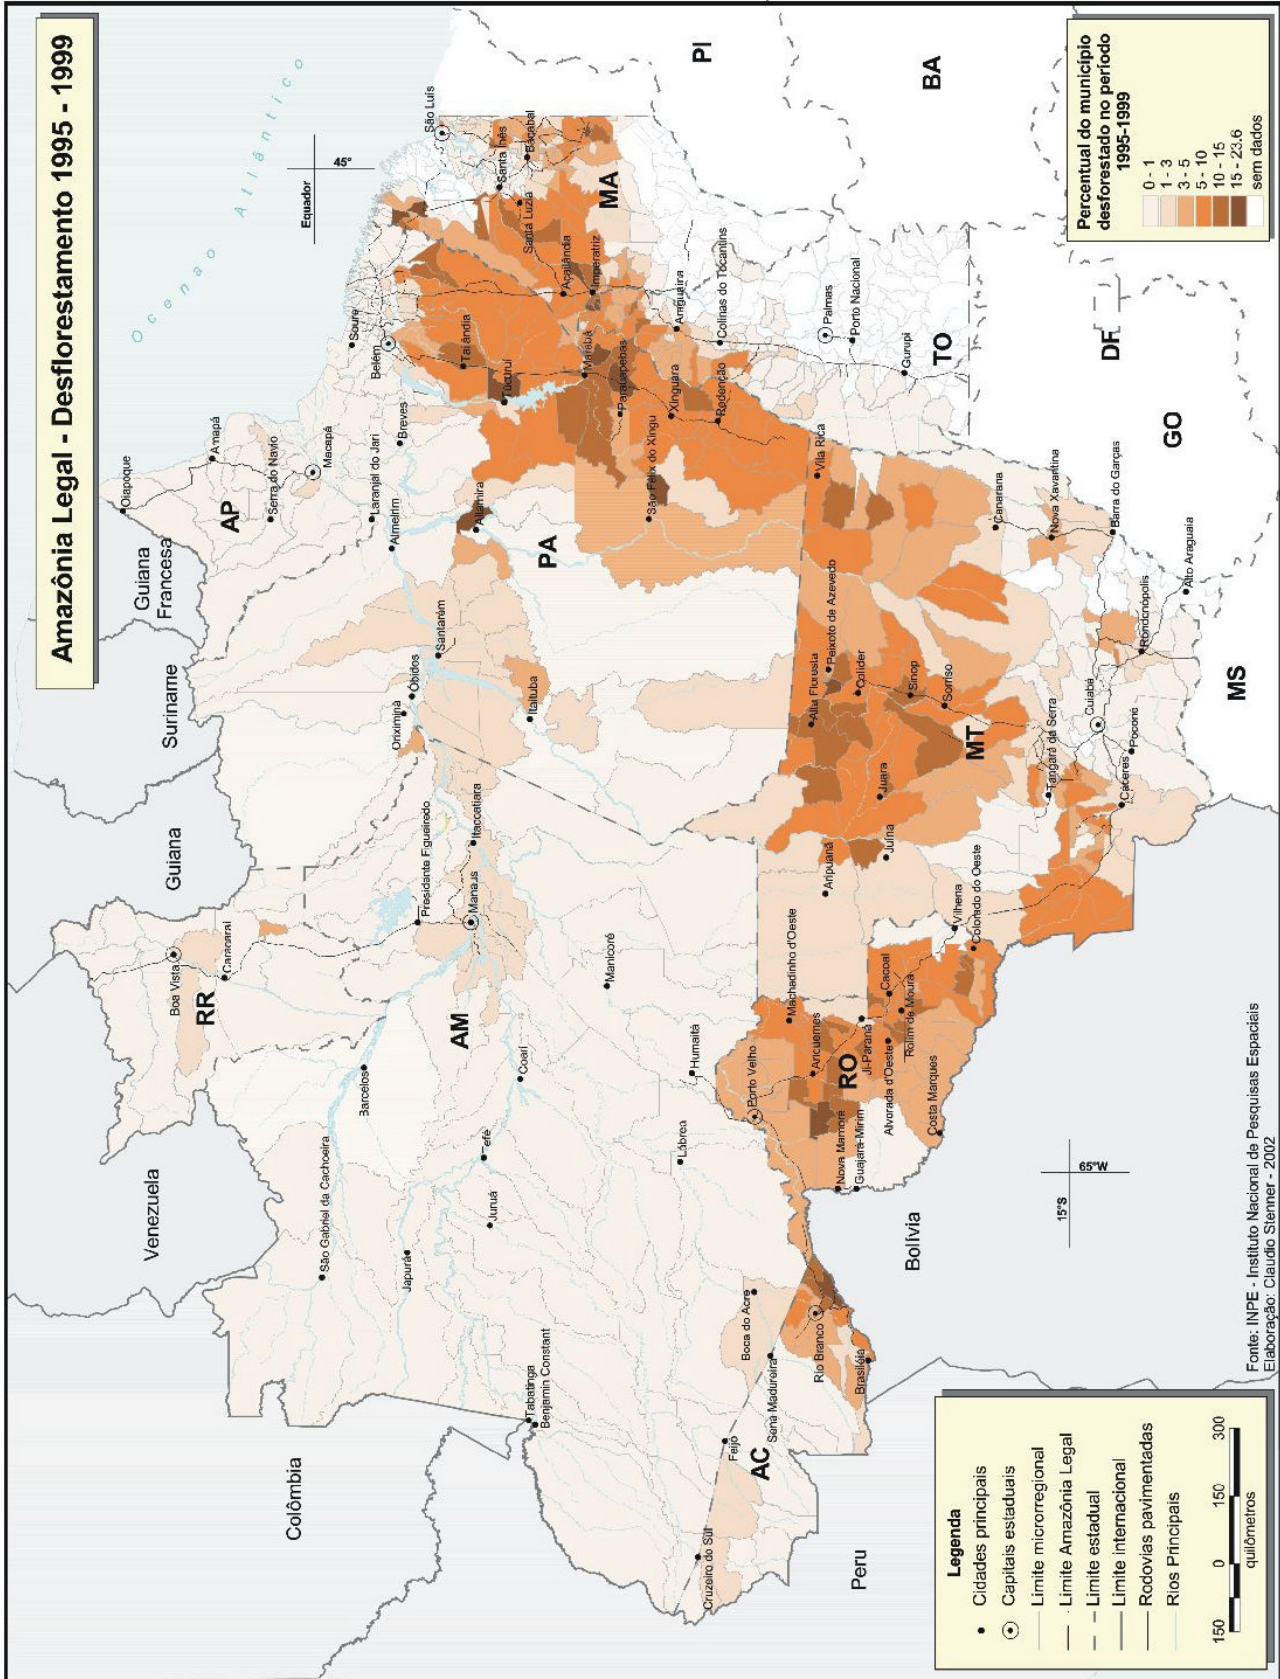 Amazônia Legal - Desflorestamento 1995 - 1999
Ocenao Atlântico
Equador
45°
Venezuela
Colômbia
Guiana
Suriname
Guiana
Francesa
Peru
Bolívia
RR
AP
AM
PA
MA
PI
BA
TO
DF
GO
MS
MT
RO
AC
Oiapoque
Amapá
Serra do Navio
Macapá
Laranjal do Jari
Almeirim
Breves
Soure
Belém
São Luís
Santa Inês
Bacabal
Santa Luzia
Açailândia
Imperatriz
Tailândia
Tucuruí
Marabá
Parauapebas
Xinguara
Redenção
São Félix do Xingu
Altamira
Santarém
Óbidos
Oriximiná
Itaituba
Araguaína
Colinas do Tocantins
Palmas
Porto Nacional
Gurupi
Boa Vista
Caracaraí
Presidente Figueiredo
Itacoatiara
Manaus
Manicoré
Barcelos
São Gabriel da Cachoeira
Coari
Tefé
Japurá
Juruá
Humaitá
Lábrea
Tabatinga
Benjamin Constant
Boca do Acre
Sena Madureira
Rio Branco
Brasiléia
Feijó
Cruzeiro do Sul
Porto Velho
Machadinho d'Oeste
Ariquemes
Nova Mamoré
Guajará-Mirim
Ji-Paraná
Alvorada d'Oeste
Rolim de Moura
Cacoal
Costa Marques
Vilhena
Colorado do Oeste
Aripuanã
Juína
Juara
Alta Floresta
Peixoto de Azevedo
Colider
Sinop
Sorriso
Vila Rica
Canarana
Nova Xavantina
Barra do Garças
Alto Araguaia
Rondonópolis
Cuiabá
Poconé
Cáceres
Tangará da Serra
15°S
65°W
Percentual do município
desflorestado no período
1995-1999
0 - 1
1 - 3
3 - 5
5 - 10
10 - 15
15 - 23.6
sem dados
Legenda
Cidades principais
Capitais estaduais
Limite microrregional
Limite Amazônia Legal
Limite estadual
Limite internacional
Rodovias pavimentadas
Rios Principais
150 0 150 300
quilômetros
Fonte: INPE - Instituto Nacional de Pesquisas Espaciais
Elaboração: Claudio Stenner - 2002